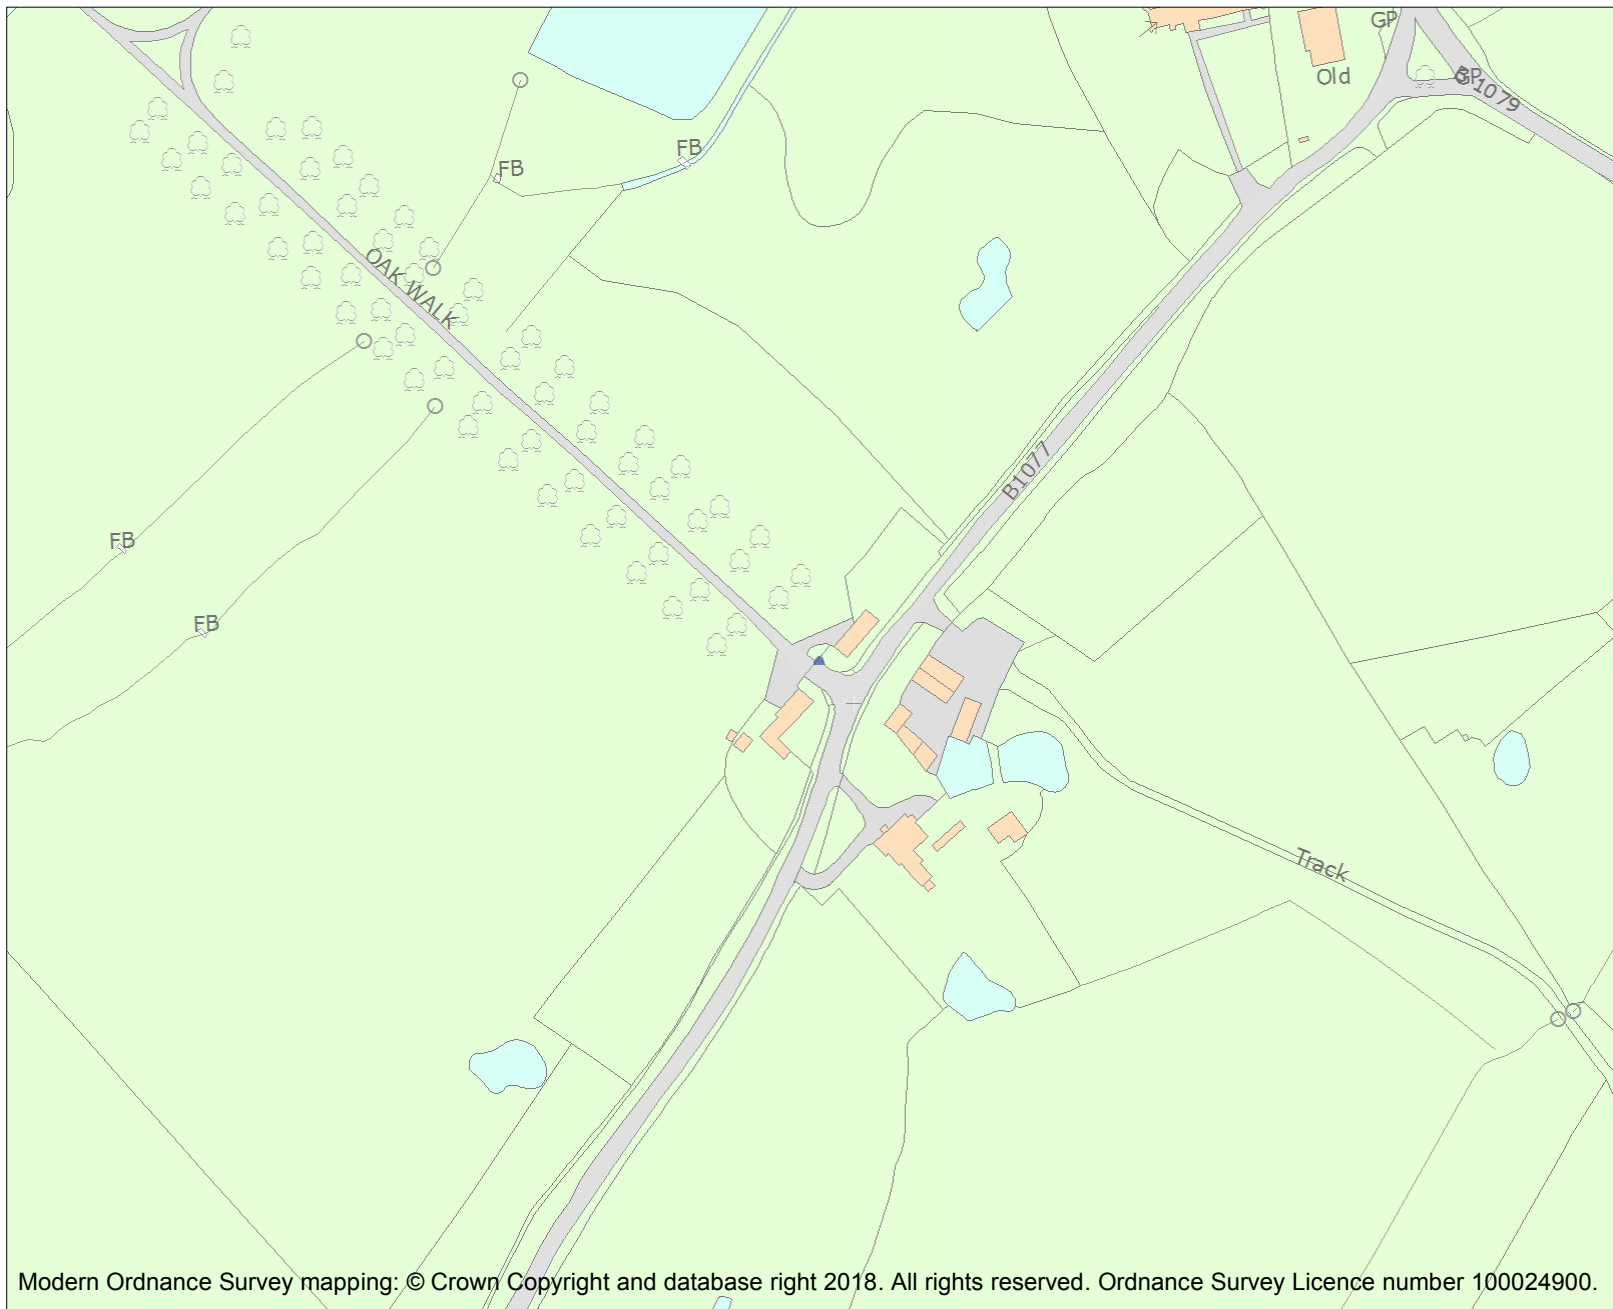 GP
Old
GP
B1079
FB
FB
OAK WALK
B1077
FB
FB
Track
Modern Ordnance Survey mapping: © Crown Copyright and database right 2018. All rights reserved. Ordnance Survey Licence number 100024900.